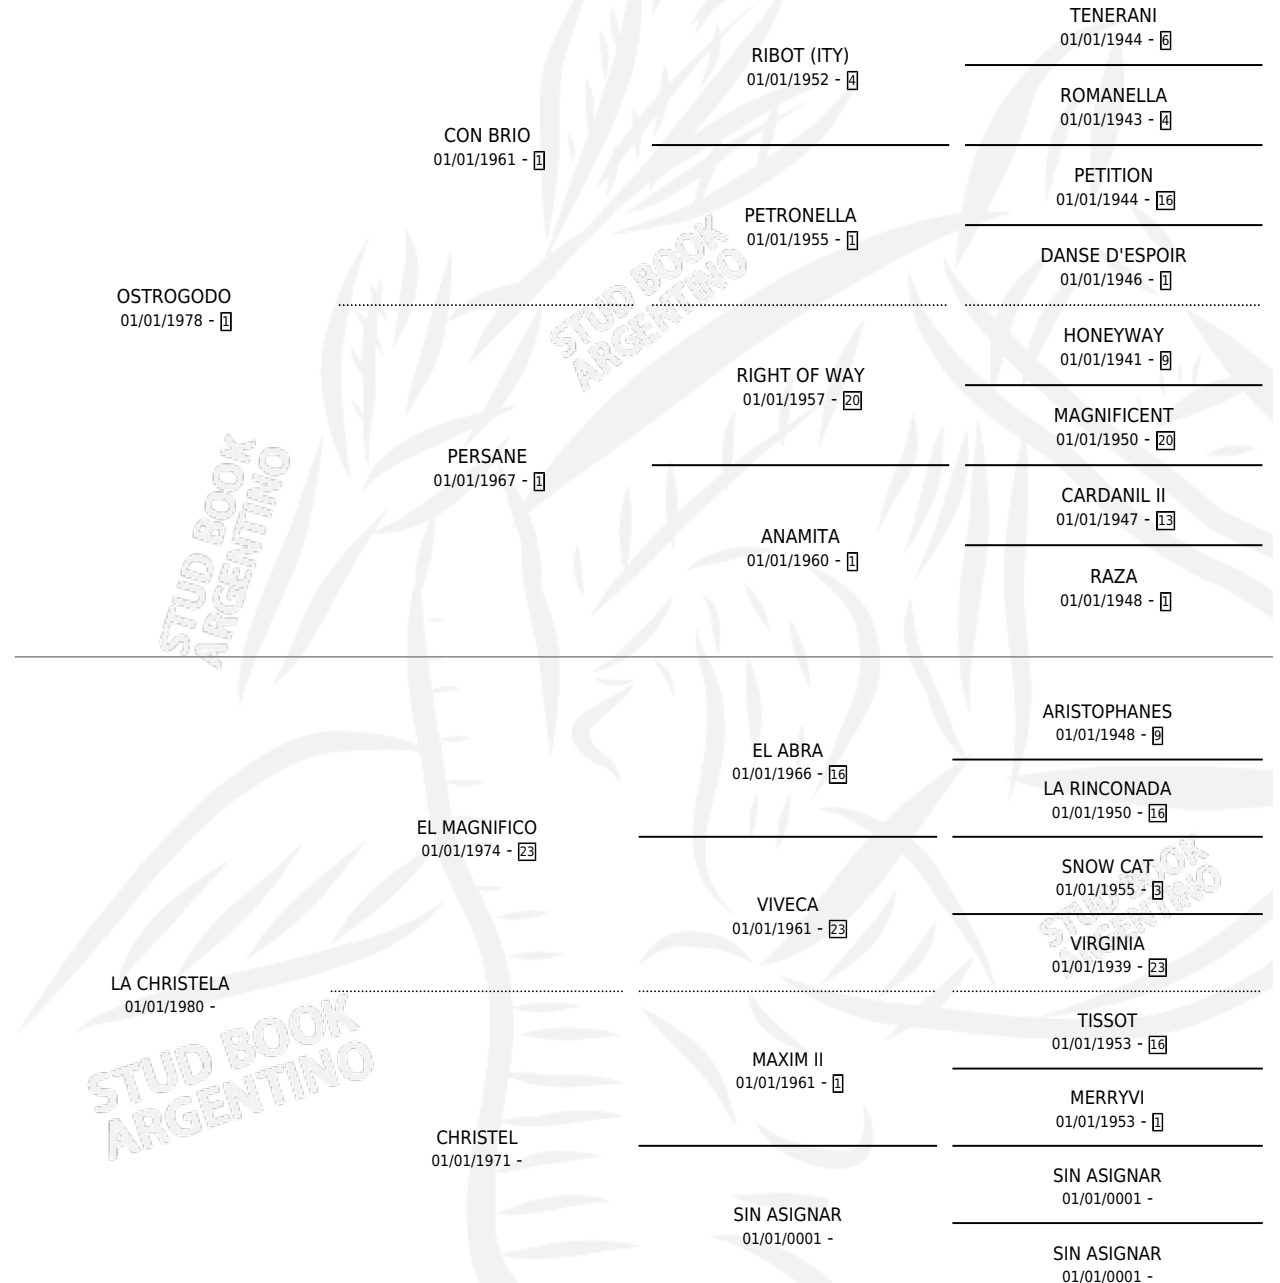 TENERANI
01/01/1944 - 6
RIBOT (ITY)
01/01/1952 - 4
ROMANELLA
01/01/1943 - 4
CON BRIO
01/01/1961 - 1
PETITION
01/01/1944 - 16
PETRONELLA
01/01/1955 - 1
DANSE D'ESPOIR
01/01/1946 - 1
OSTROGODO
01/01/1978 - 1
HONEYWAY
01/01/1941 - 9
RIGHT OF WAY
01/01/1957 - 20
MAGNIFICENT
01/01/1950 - 20
PERSANE
01/01/1967 - 1
CARDANIL II
01/01/1947 - 13
ANAMITA
01/01/1960 - 1
RAZA
01/01/1948 - 1
STUD BOOK
ARGENTINO
STUD BOOK
ARGENTINO
ARISTOPHANES
01/01/1948 - 9
EL ABRA
01/01/1966 - 16
LA RINCONADA
01/01/1950 - 16
EL MAGNIFICO
01/01/1974 - 23
SNOW CAT
01/01/1955 - 3
VIVECA
01/01/1961 - 23
VIRGINIA
01/01/1939 - 23
STUD BOOK
ARGENTINO
LA CHRISTELA
01/01/1980 -
TISSOT
01/01/1953 - 16
MAXIM II
01/01/1961 - 1
MERRYVI
01/01/1953 - 1
CHRISTEL
01/01/1971 -
SIN ASIGNAR
01/01/0001 -
SIN ASIGNAR
01/01/0001 -
SIN ASIGNAR
01/01/0001 -
STUD BOOK
ARGENTINO